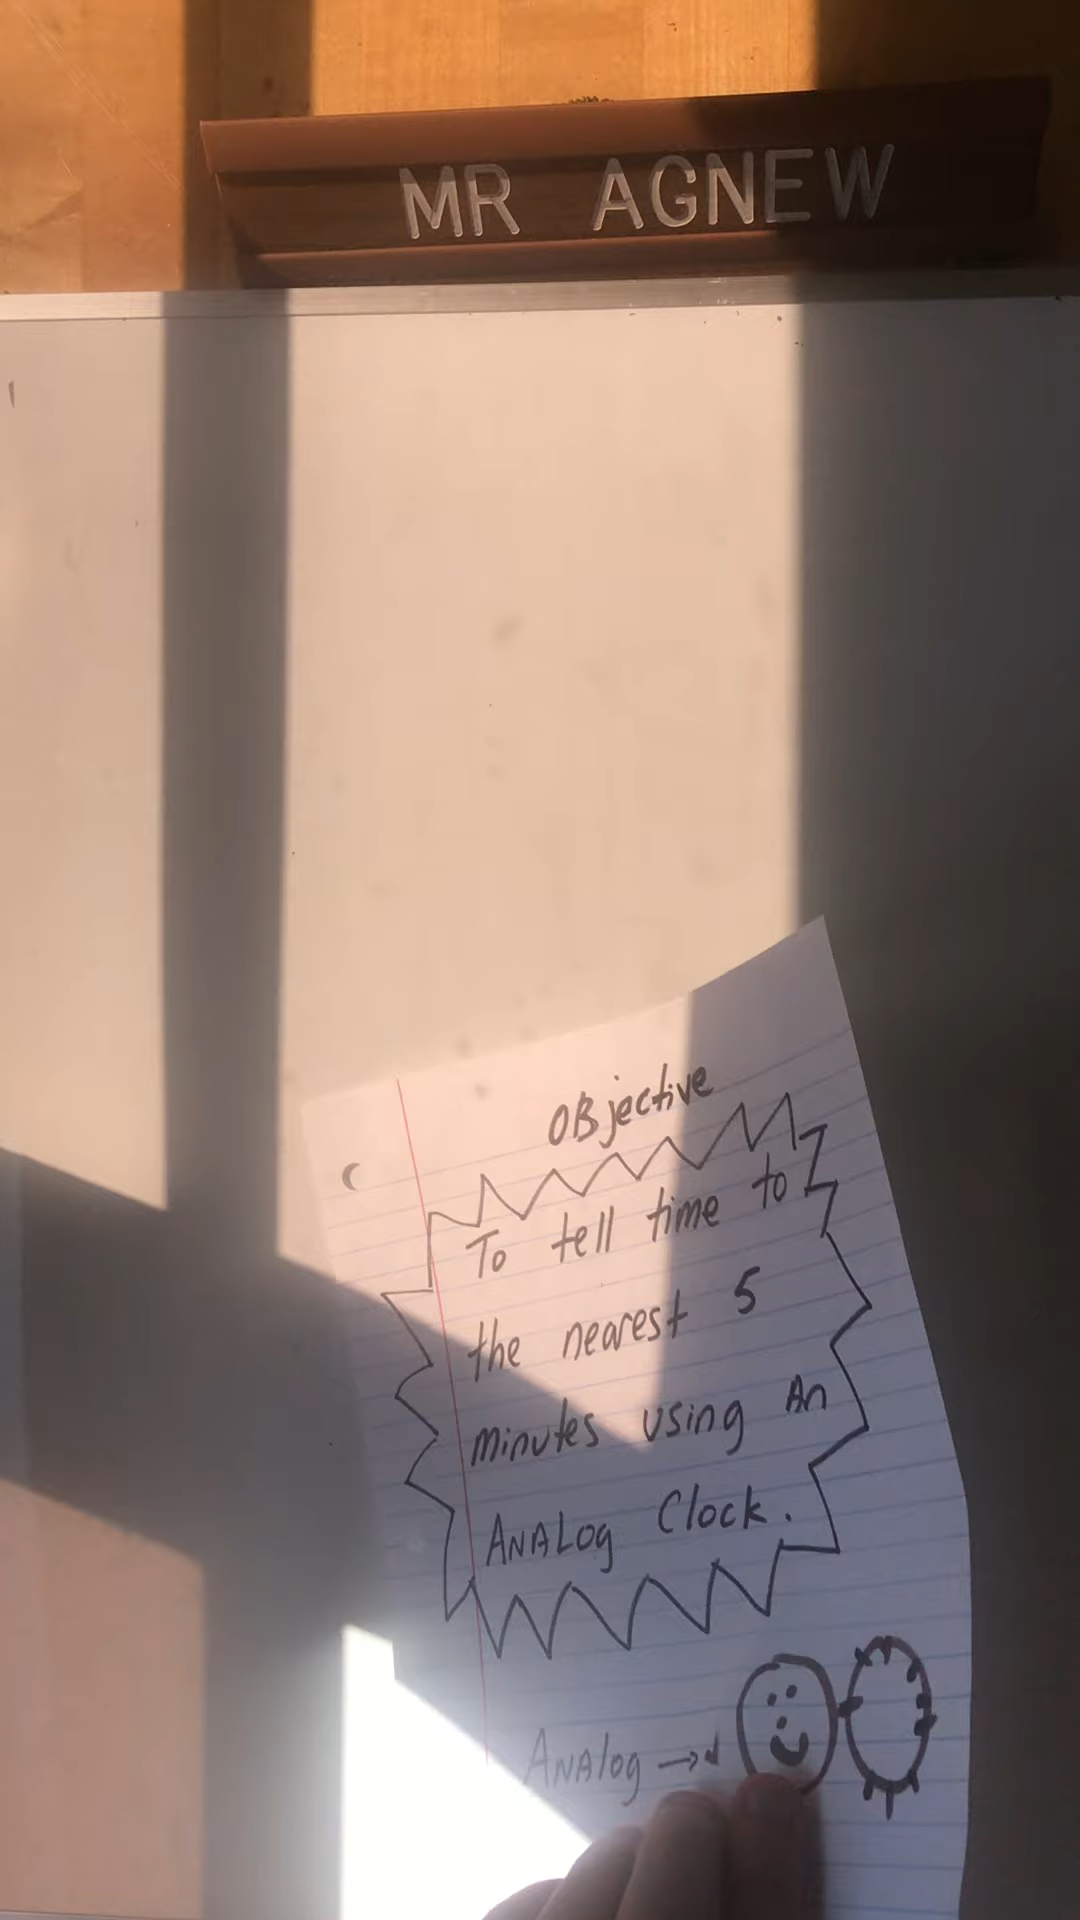 MR AGNEW
OBjective
To tell time to
the nearest 5
minutes using An
ANALog Clock.
ANAlog →